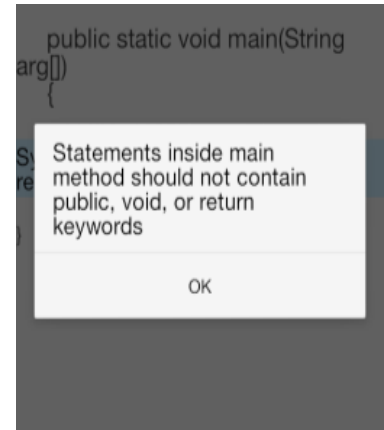 public static void main(String
arg[])
{
Statements inside main
method should not contain
public, void, or return
keywords
OK
}